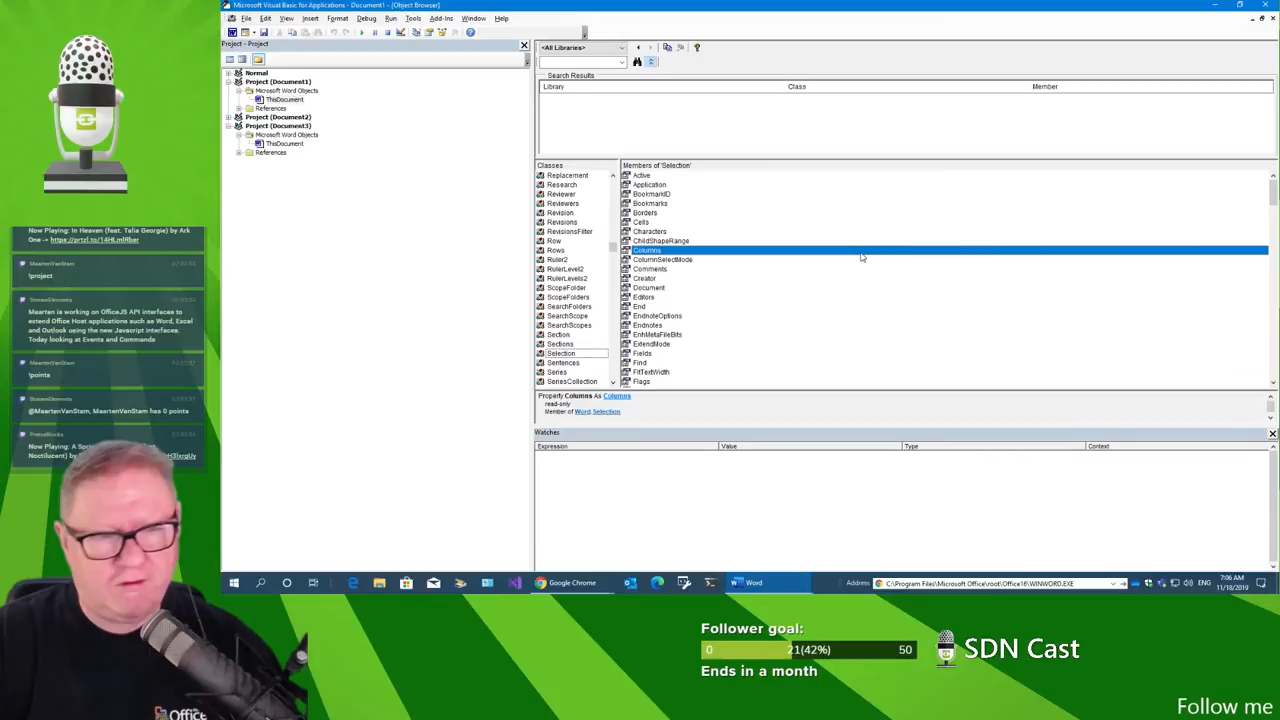 Microsoft Visual Basic for Applications - Document1 - [Object Browser]
File Edit View Insert Format Debug Run Tools Add-Ins Window Help
Project - Project
Normal
Project (Document1)
Microsoft Word Objects
ThisDocument
References
Project (Document2)
Project (Document3)
Microsoft Word Objects
ThisDocument
References
<All Libraries>
Search Results
Library Class Member
Classes
Replacement
Research
Reviewer
Reviewers
Revision
Revisions
RevisionsFilter
Row
Rows
Ruler2
RulerLevel2
RulerLevels2
ScopeFolder
ScopeFolders
SearchFolders
SearchScope
SearchScopes
Section
Sections
Selection
Sentences
Series
SeriesCollection
Members of 'Selection'
Active
Application
BookmarkID
Bookmarks
Borders
Cells
Characters
ChildShapeRange
Columns
ColumnSelectMode
Comments
Creator
Document
Editors
End
EndnoteOptions
Endnotes
EnhMetaFileBits
ExtendMode
Fields
Find
FitTextWidth
Flags
Property Columns As Columns
read-only
Member of Word.Selection
Watches
Expression Value Type Context
Now Playing: In Heaven (feat. Talia Georgie) by Ark
One -> https://prtzl.to/14HLmlRher
MaartenVanStam
!project
StreamElements
Maarten is working on OfficeJS API interfaces to
extend Office Host applications such as Word, Excel
and Outlook using the new Javascript interfaces.
Today looking at Events and Commands
MaartenVanStam
!points
StreamElements
@MaartenVanStam, MaartenVanStam has 0 points
PretzelRocks
Now Playing: A
Noctilucent) by
Google Chrome
Word
Address C:\Program Files\Microsoft Office\root\Office16\WINWORD.EXE
ENG
7:06 AM
11/18/2019
Follower goal:
0 21(42%) 50
Ends in a month
SDN Cast
Follow me
Office